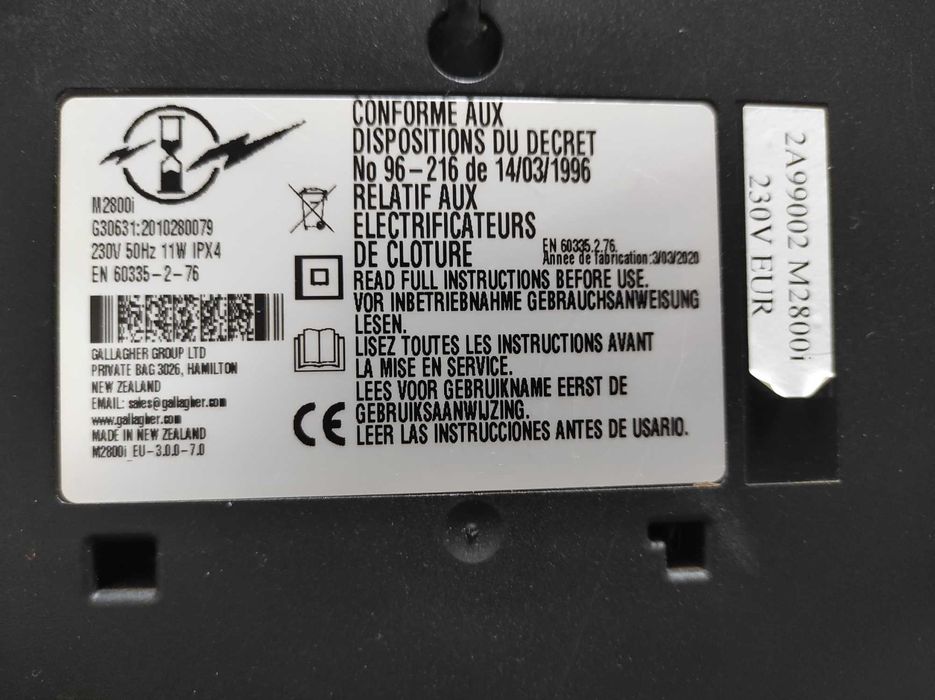 M2800i
G30631:2010280079
230V 50Hz 11W IPX4
EN 60335-2-76
GALLAGHER GROUP LTD
PRIVATE BAG 3026, HAMILTON
NEW ZEALAND
EMAIL: sales@gallagher.com
www.gallagher.com
MADE IN NEW ZEALAND
M2800i_EU-3.0.0-7.0
CONFORME AUX
DISPOSITIONS DU DECRET
No 96-216 de 14/03/1996
RELATIF AUX
ELECTRIFICATEURS
DE CLOTURE
EN 60335.2.76.
Année de fabrication:3/03/2020
READ FULL INSTRUCTIONS BEFORE USE.
VOR INBETRIEBNAHME GEBRAUCHSANWEISUNG
LESEN.
LISEZ TOUTES LES INSTRUCTIONS AVANT
LA MISE EN SERVICE.
LEES VOOR GEBRUIKNAME EERST DE
GEBRUIKSAANWIJZING.
LEER LAS INSTRUCCIONES ANTES DE USARIO.
CE
2A99002 M2800i
230V EUR